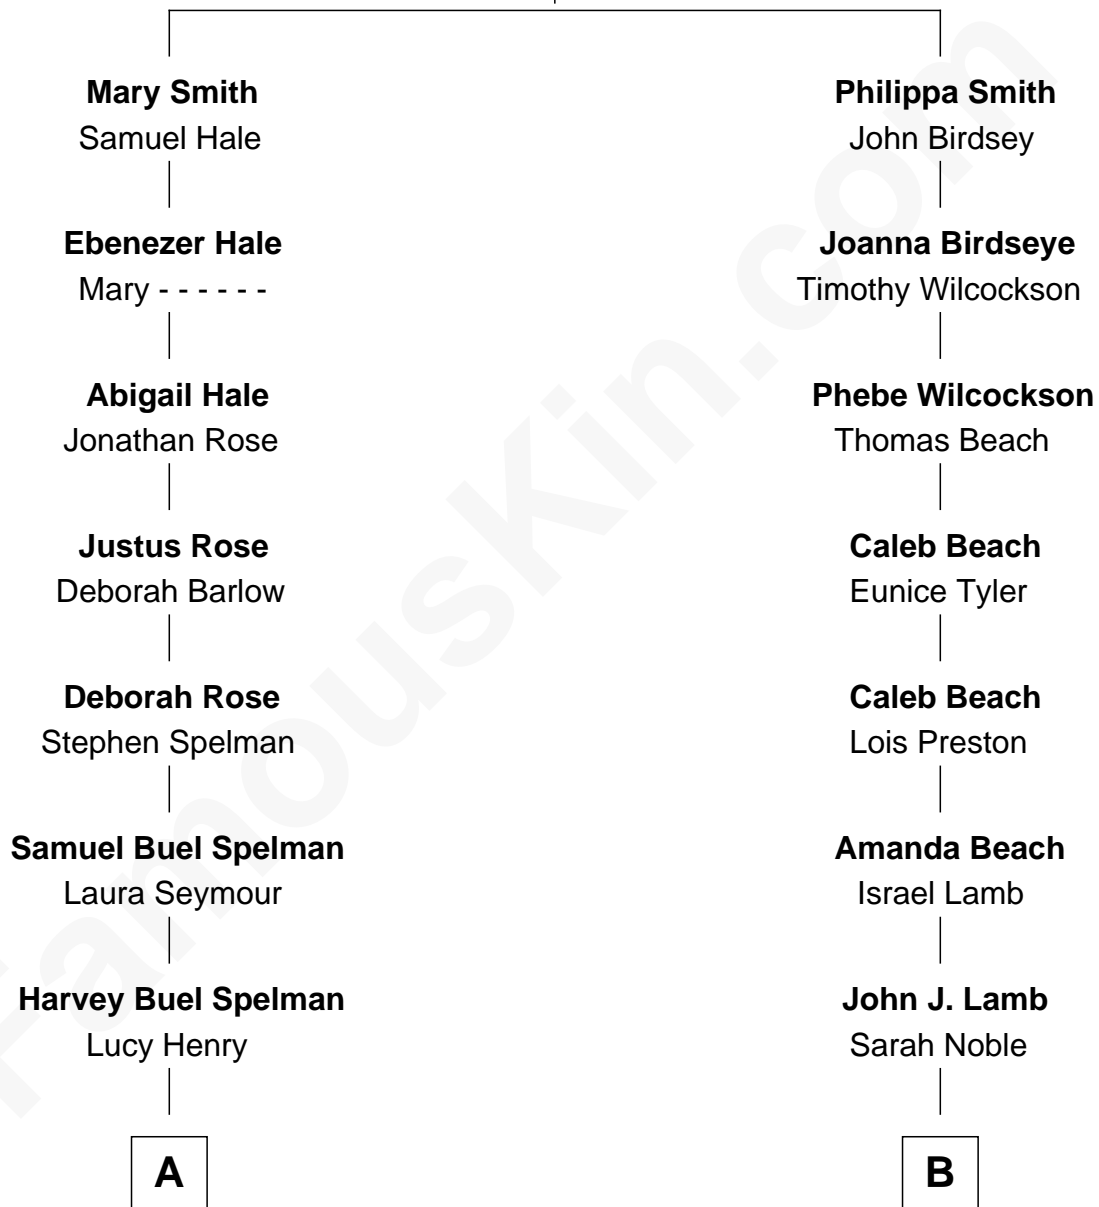 Mary Smith
Samuel Hale
Ebenezer Hale
Mary - - - - - -
Abigail Hale
Jonathan Rose
Justus Rose
Deborah Barlow
Deborah Rose
Stephen Spelman
Samuel Buel Spelman
Laura Seymour
Harvey Buel Spelman
Lucy Henry
A
Philippa Smith
John Birdsey
Joanna Birdseye
Timothy Wilcockson
Phebe Wilcockson
Thomas Beach
Caleb Beach
Eunice Tyler
Caleb Beach
Lois Preston
Amanda Beach
Israel Lamb
John J. Lamb
Sarah Noble
B
FamousKin.com